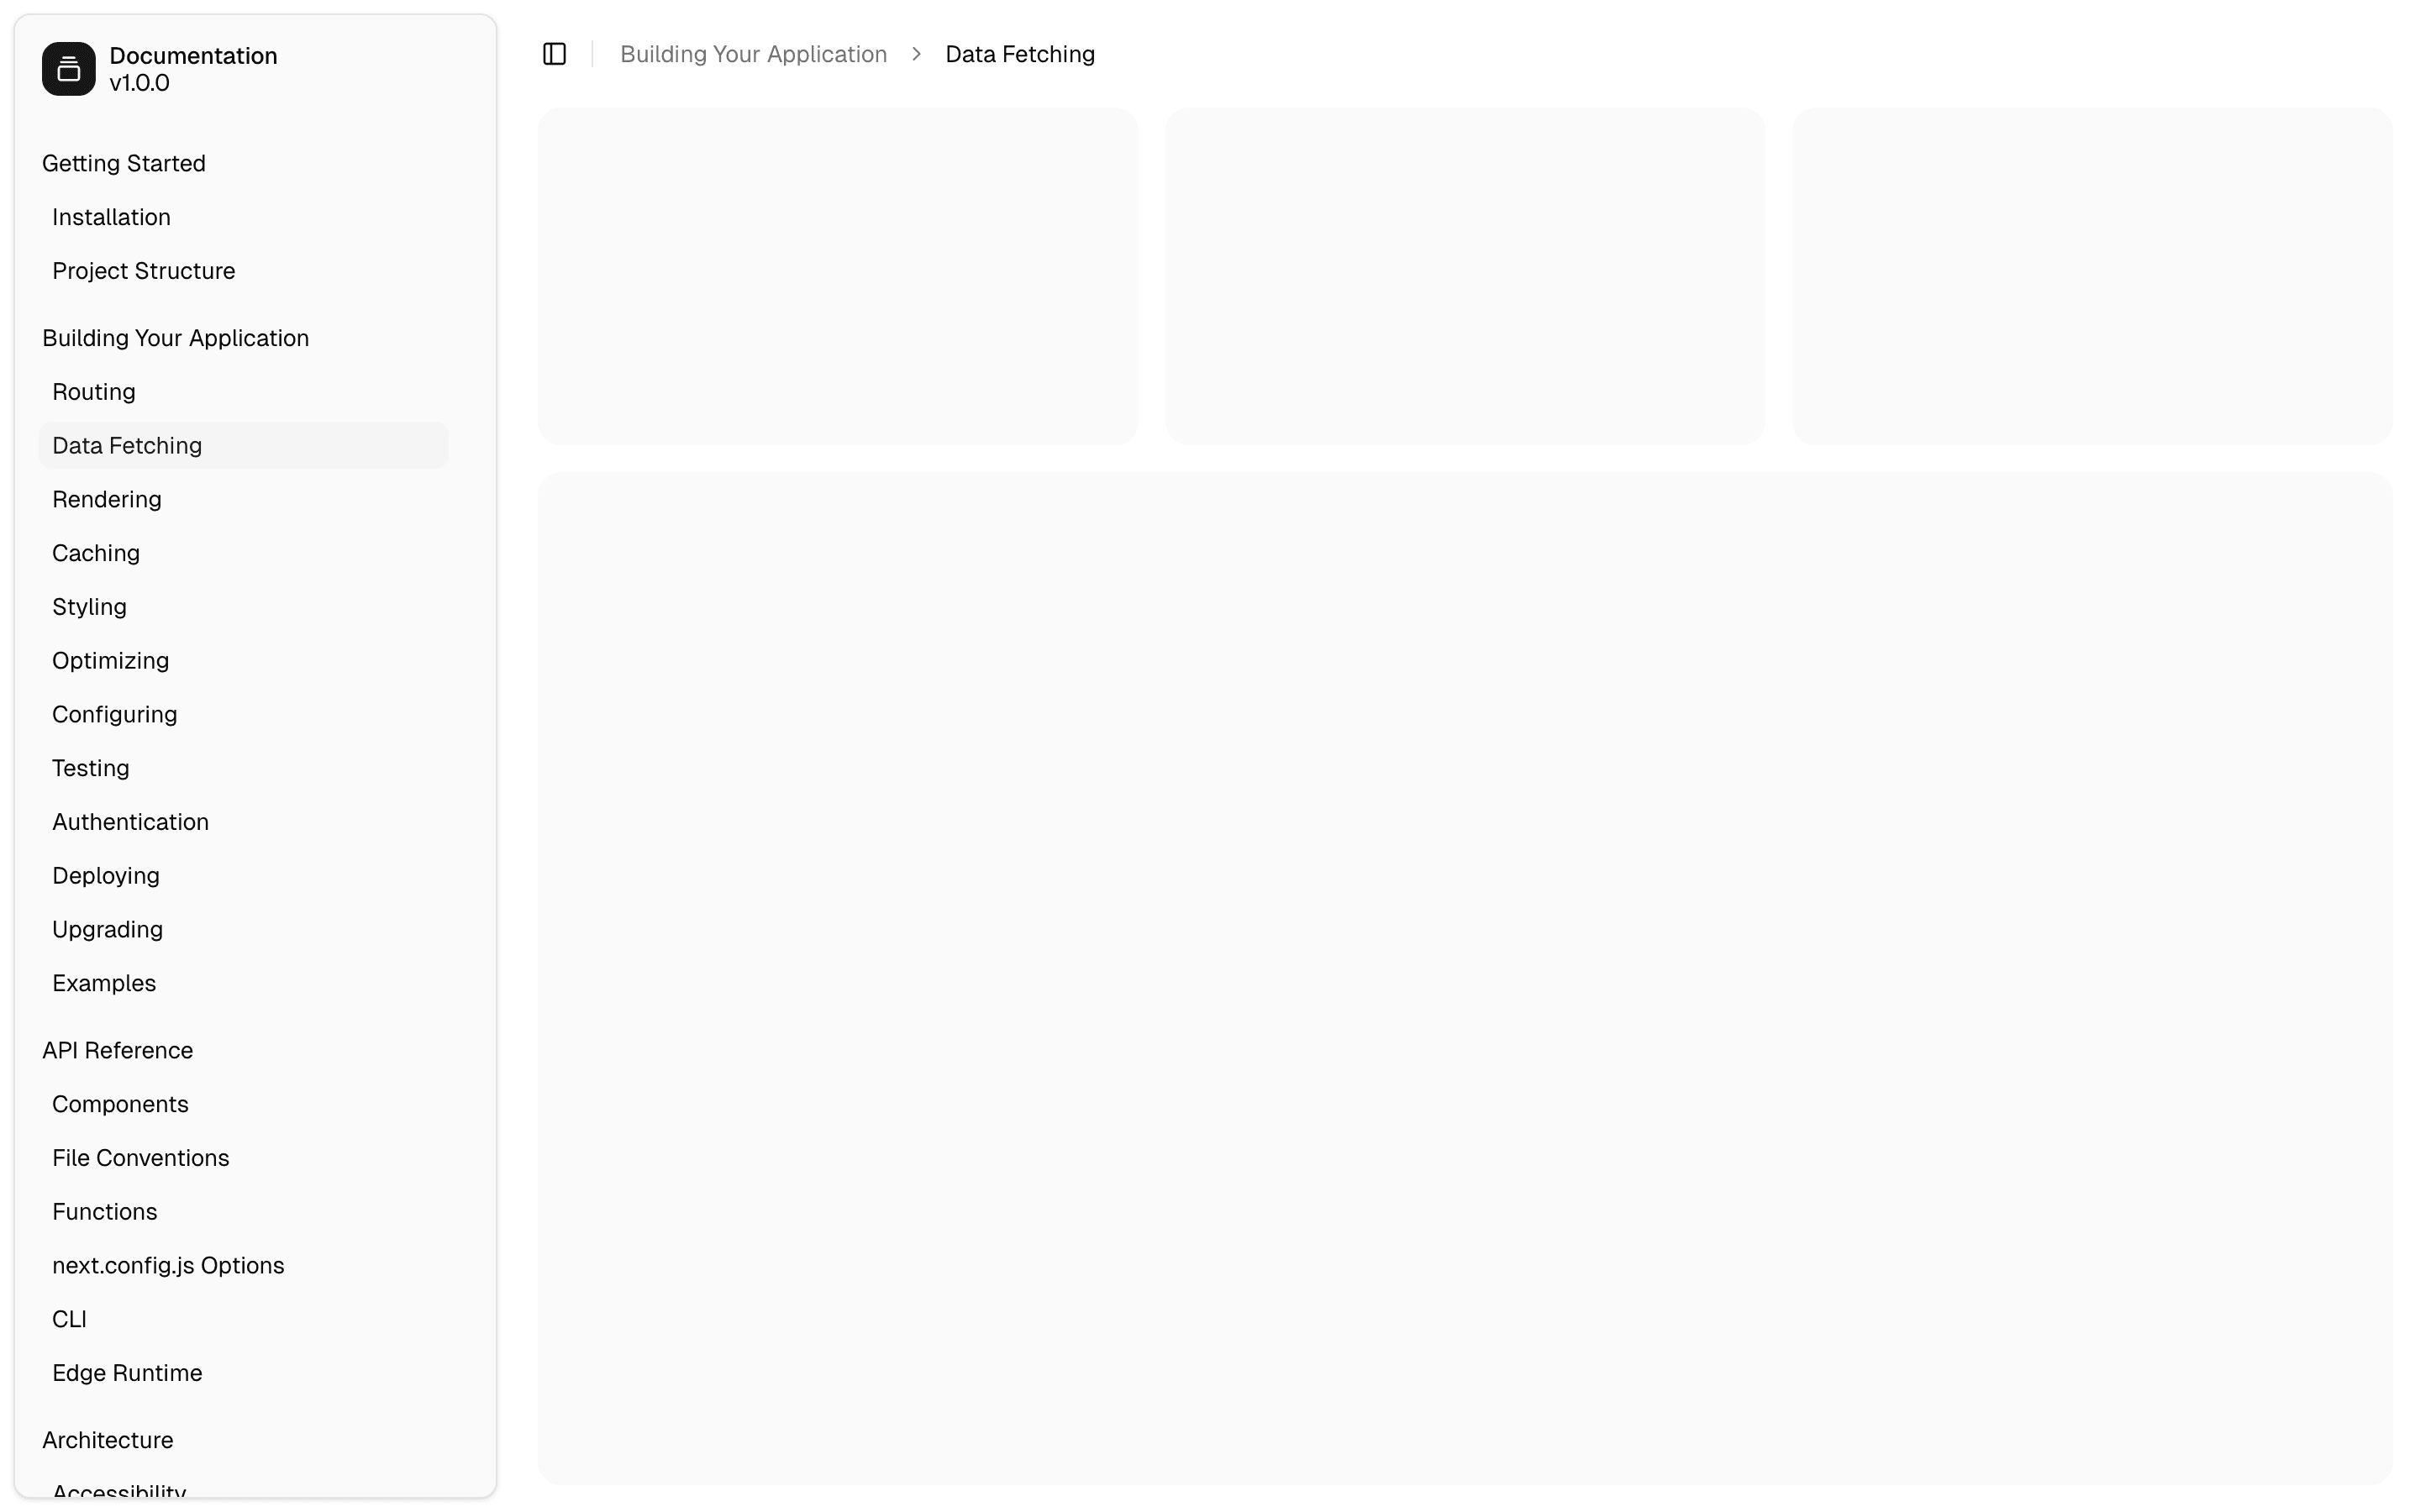 Documentation
v1.0.0
Getting Started
Installation
Project Structure
Building Your Application
Routing
Data Fetching
Rendering
Caching
Styling
Optimizing
Configuring
Testing
Authentication
Deploying
Upgrading
Examples
API Reference
Components
File Conventions
Functions
next.config.js Options
CLI
Edge Runtime
Architecture
Accessibility
Building Your Application > Data Fetching